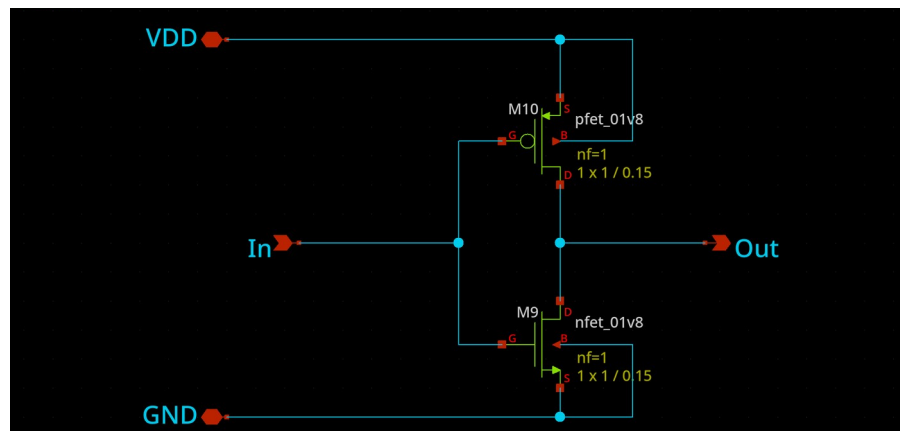 VDD
M10
S
pfet_01v8
G
B
nf=1
D
1 x 1 / 0.15
In
Out
M9
D
nfet_01v8
G
B
nf=1
S
1 x 1 / 0.15
GND